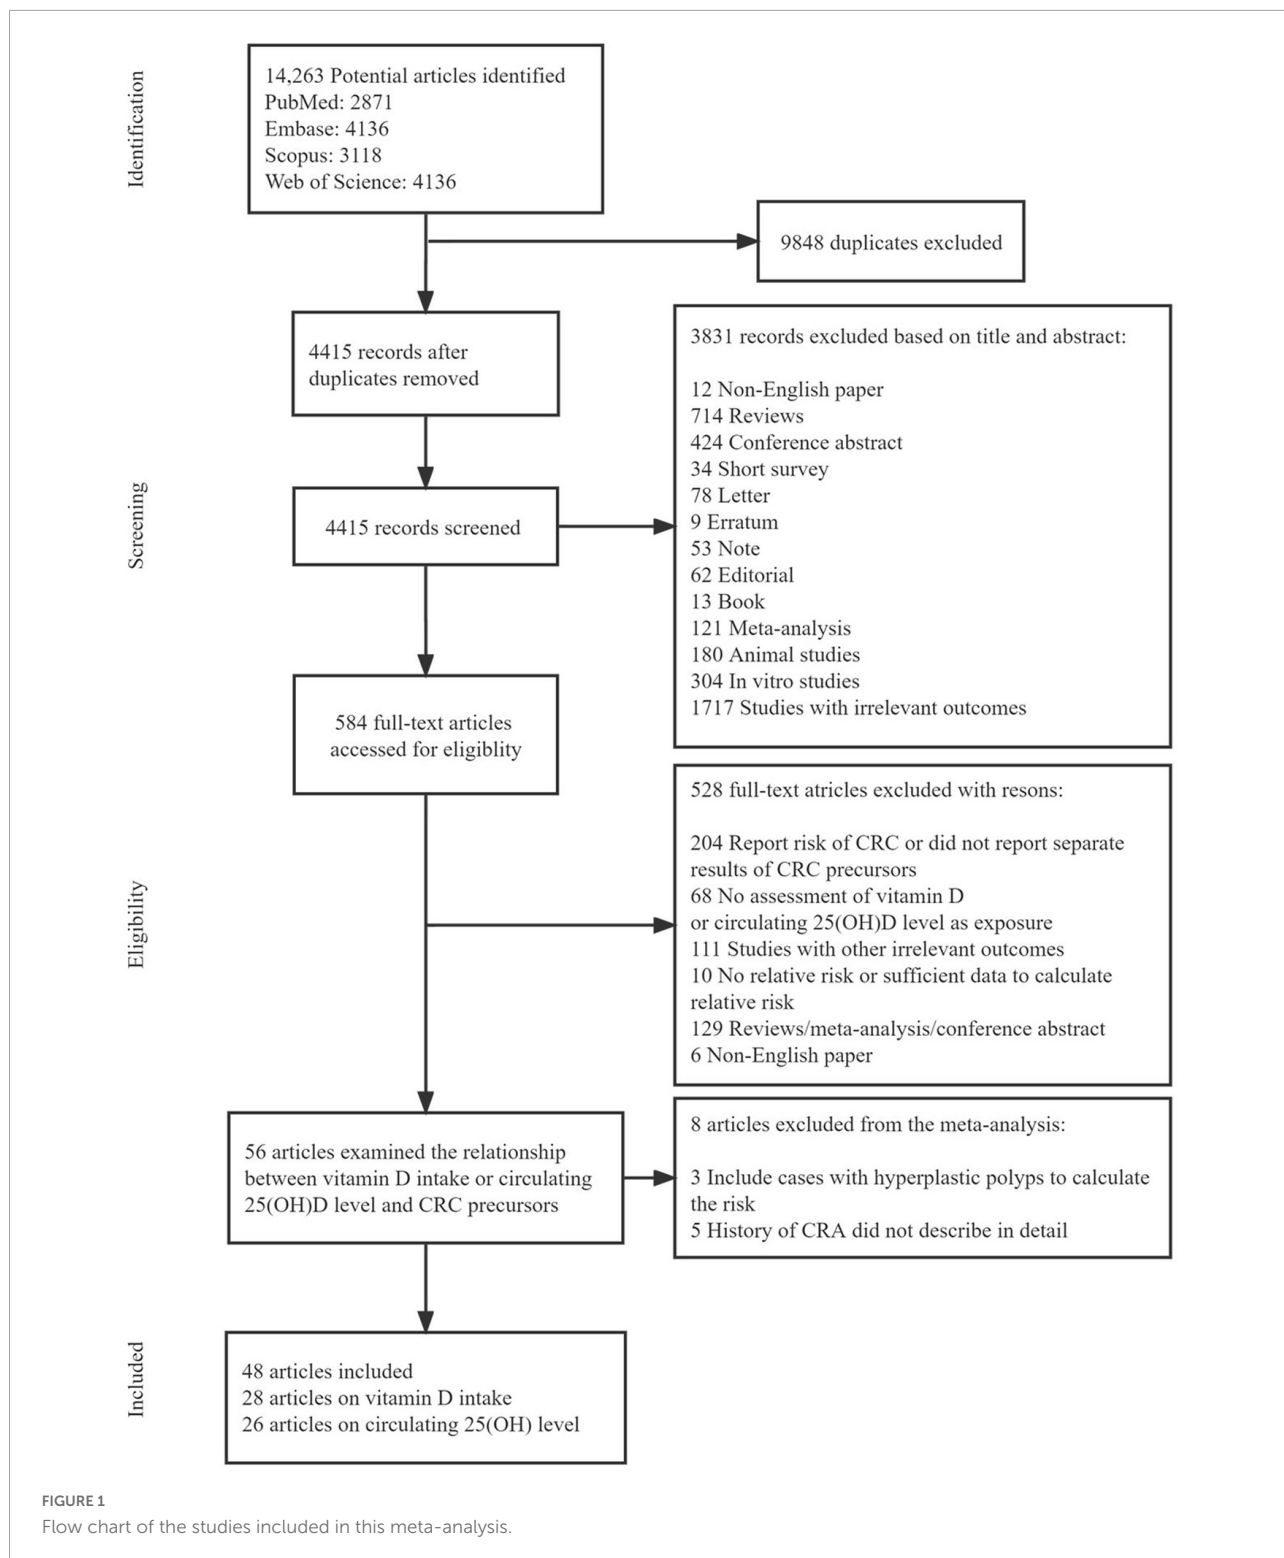 Identification
14,263 Potential articles identified
PubMed: 2871
Embase: 4136
Scopus: 3118
Web of Science: 4136
9848 duplicates excluded
4415 records after
duplicates removed
Screening
4415 records screened
3831 records excluded based on title and abstract:
12 Non-English paper
714 Reviews
424 Conference abstract
34 Short survey
78 Letter
9 Erratum
53 Note
62 Editorial
13 Book
121 Meta-analysis
180 Animal studies
304 In vitro studies
1717 Studies with irrelevant outcomes
584 full-text articles
accessed for eligiblity
Eligibility
528 full-text atricles excluded with resons:
204 Report risk of CRC or did not report separate
results of CRC precursors
68 No assessment of vitamin D
or circulating 25(OH)D level as exposure
111 Studies with other irrelevant outcomes
10 No relative risk or sufficient data to calculate
relative risk
129 Reviews/meta-analysis/conference abstract
6 Non-English paper
56 articles examined the relationship
between vitamin D intake or circulating
25(OH)D level and CRC precursors
8 articles excluded from the meta-analysis:
3 Include cases with hyperplastic polyps to calculate
the risk
5 History of CRA did not describe in detail
Included
48 articles included
28 articles on vitamin D intake
26 articles on circulating 25(OH) level
FIGURE 1
Flow chart of the studies included in this meta-analysis.